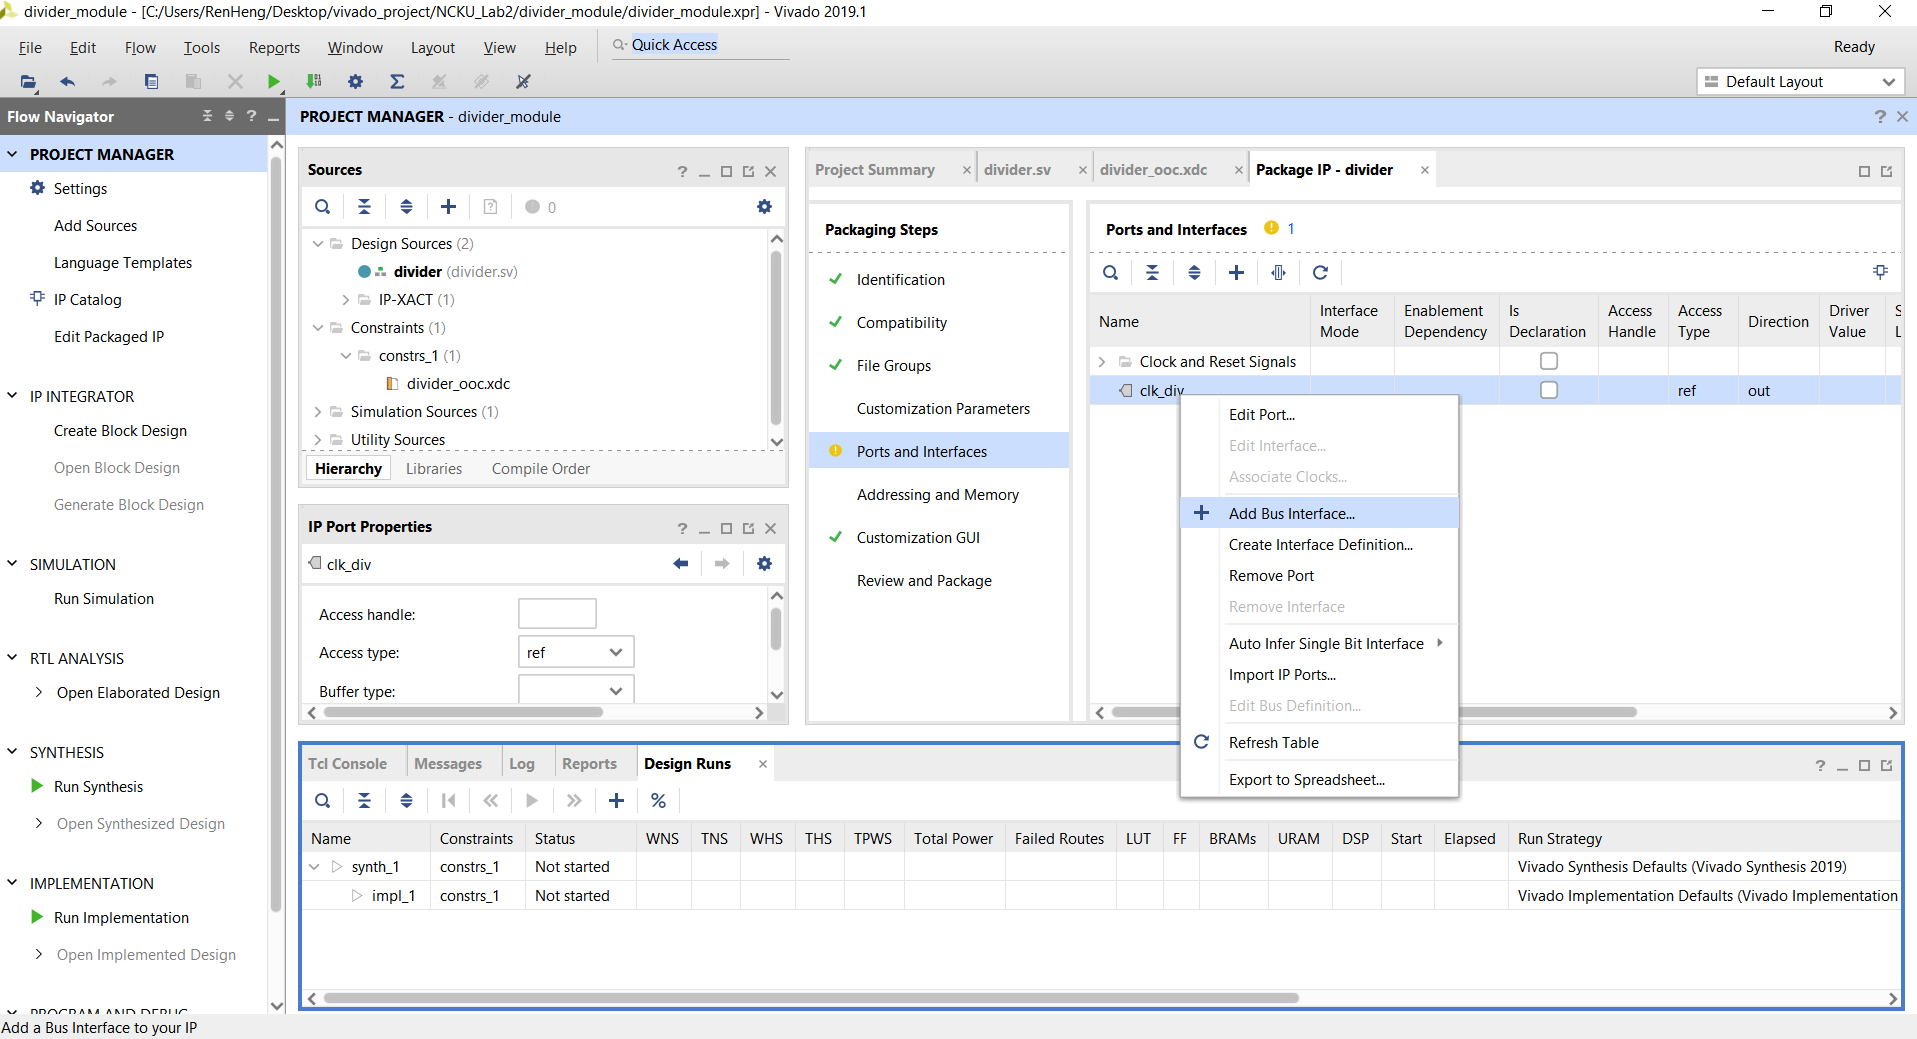 divider_module - [C:/Users/RenHeng/Desktop/vivado_project/NCKU_Lab2/divider_module/divider_module.xpr] - Vivado 2019.1
File Edit Flow Tools Reports Window Layout View Help Quick Access Ready
Default Layout
Flow Navigator
PROJECT MANAGER
Settings
Add Sources
Language Templates
IP Catalog
Edit Packaged IP
IP INTEGRATOR
Create Block Design
Open Block Design
Generate Block Design
SIMULATION
Run Simulation
RTL ANALYSIS
Open Elaborated Design
SYNTHESIS
Run Synthesis
Open Synthesized Design
IMPLEMENTATION
Run Implementation
Open Implemented Design
PROGRAM AND DEBUG
Add a Bus Interface to your IP
PROJECT MANAGER - divider_module
Sources
0
Design Sources (2)
divider (divider.sv)
IP-XACT (1)
Constraints (1)
constrs_1 (1)
divider_ooc.xdc
Simulation Sources (1)
Utility Sources
Hierarchy Libraries Compile Order
IP Port Properties
clk_div
Access handle:
Access type: ref
Buffer type:
Project Summary divider.sv divider_ooc.xdc Package IP - divider
Packaging Steps
Identification
Compatibility
File Groups
Customization Parameters
Ports and Interfaces
Addressing and Memory
Customization GUI
Review and Package
Ports and Interfaces 1
Name Interface Mode Enablement Dependency Is Declaration Access Handle Access Type Direction Driver Value
Clock and Reset Signals
clk_div ref out
Edit Port...
Edit Interface...
Associate Clocks...
Add Bus Interface...
Create Interface Definition...
Remove Port
Remove Interface
Auto Infer Single Bit Interface
Import IP Ports...
Edit Bus Definition...
Refresh Table
Export to Spreadsheet...
Tcl Console Messages Log Reports Design Runs
Name Constraints Status WNS TNS WHS THS TPWS Total Power Failed Routes LUT FF BRAMs URAM DSP Start Elapsed Run Strategy
synth_1 constrs_1 Not started Vivado Synthesis Defaults (Vivado Synthesis 2019)
impl_1 constrs_1 Not started Vivado Implementation Defaults (Vivado Implementation